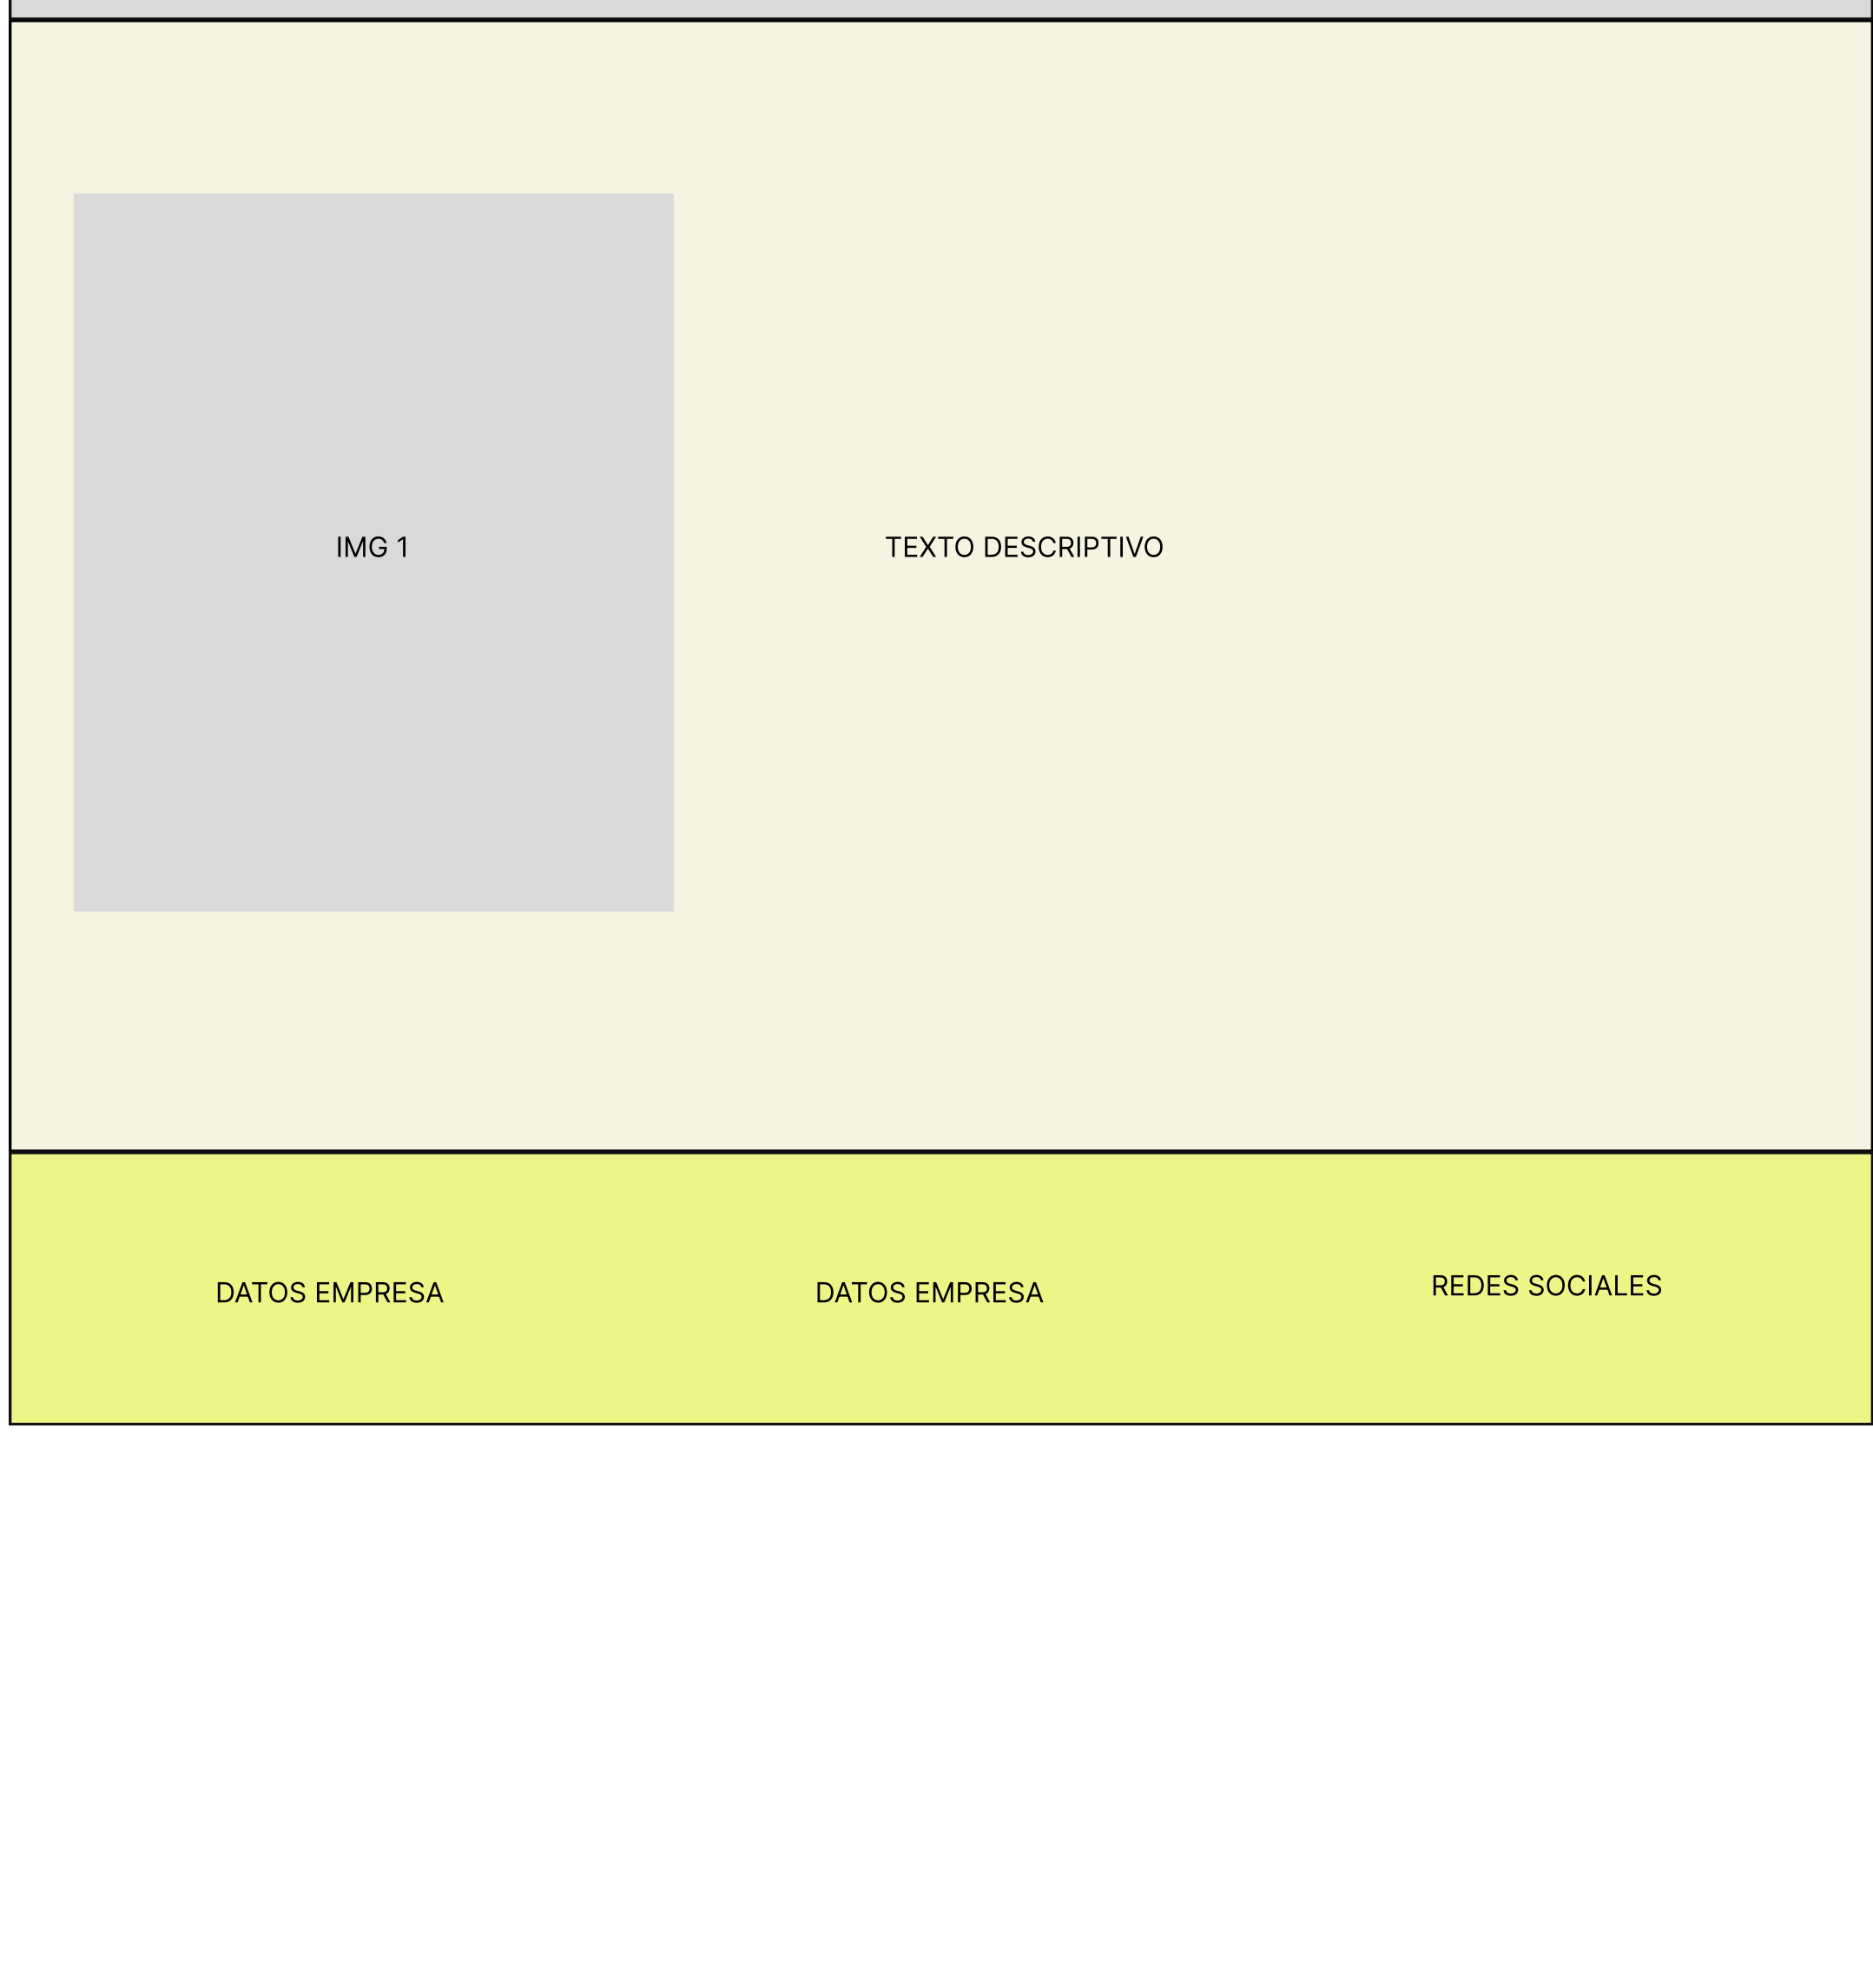 IMG 1
TEXTO DESCRIPTIVO
DATOS EMPRESA
DATOS EMPRESA
REDES SOCIALES